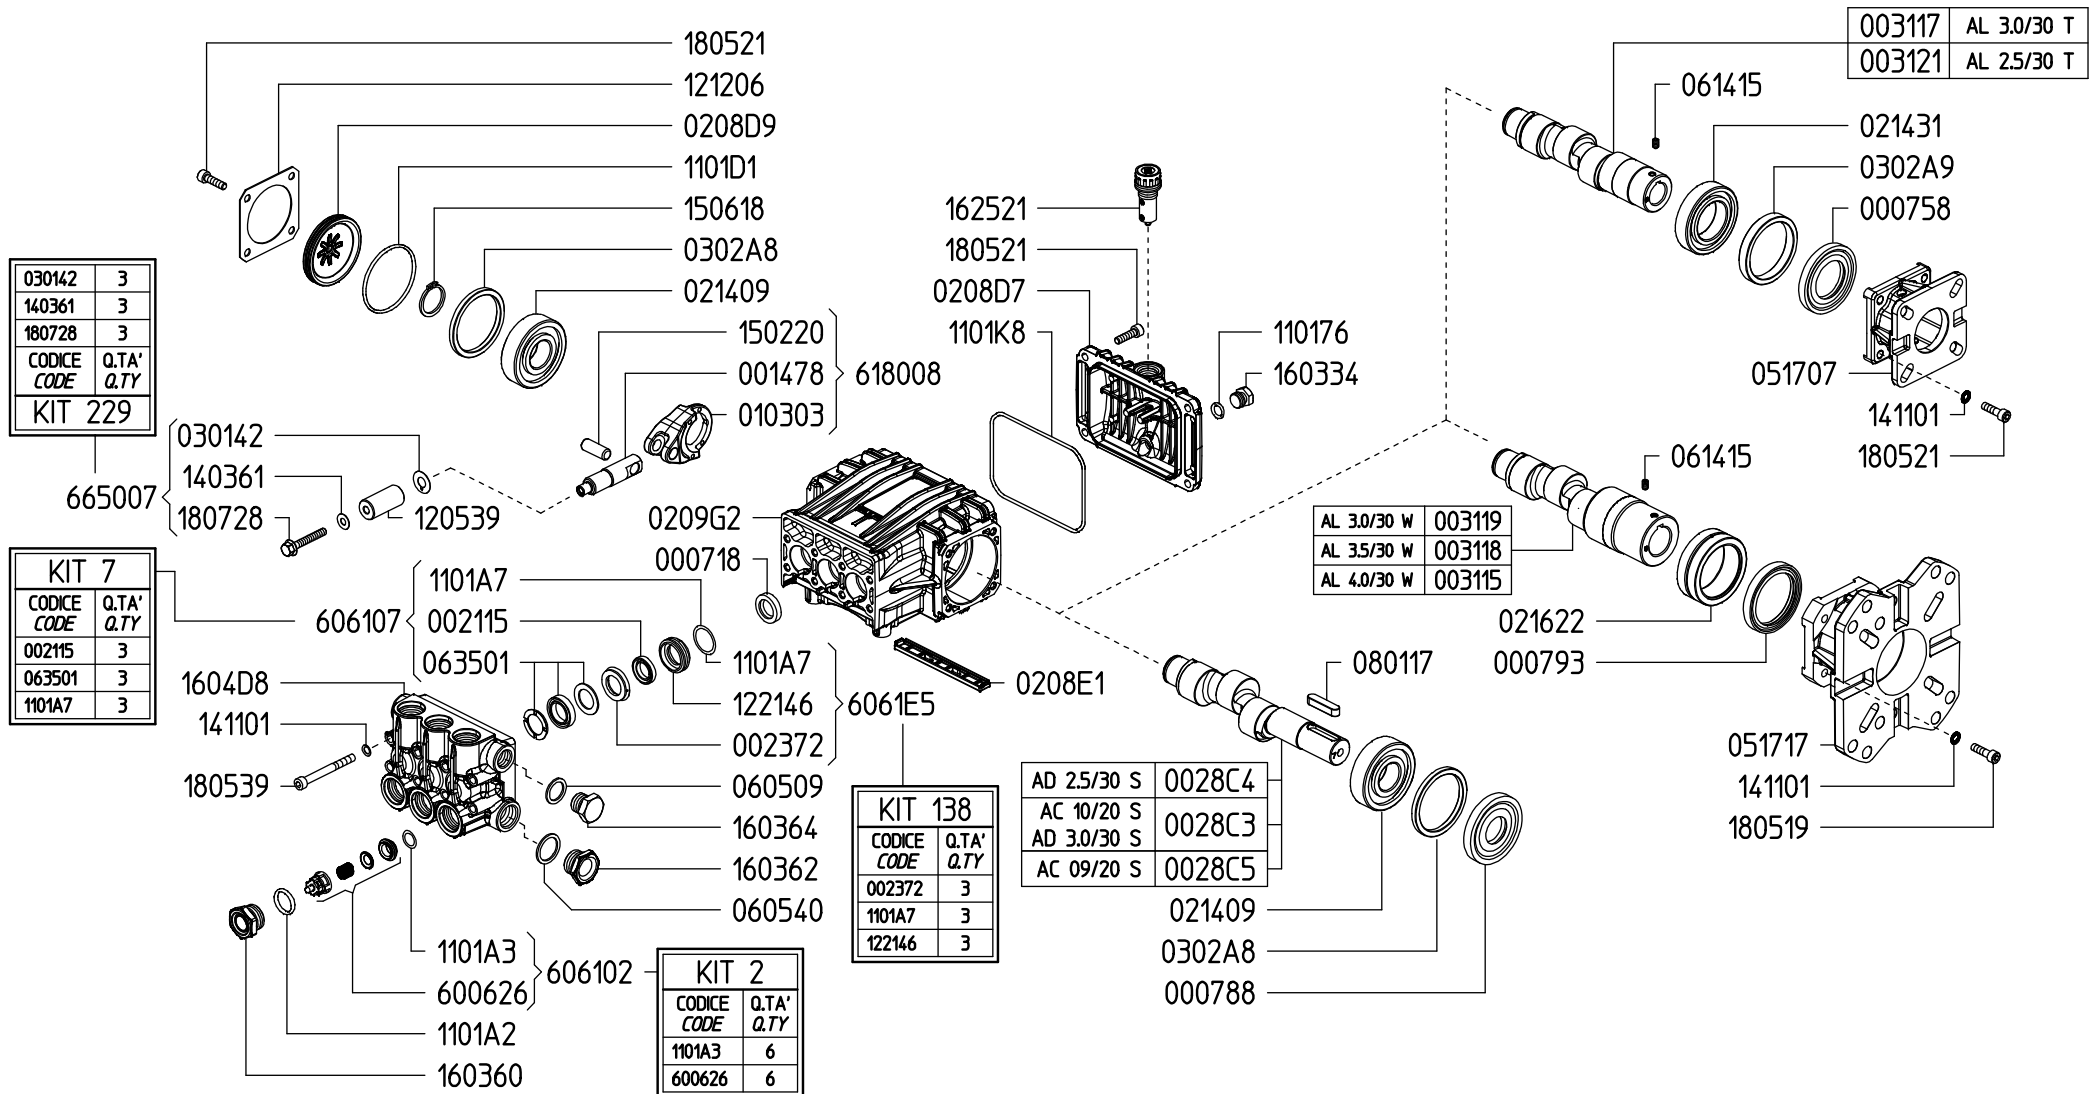 180521
121206
0208D9
1101D1
150618
0302A8
021409
150220
001478
010303
618008
030142 3
140361 3
180728 3
CODICE CODE Q.TA' Q.TY
KIT 229
665007
030142
140361
180728
120539
KIT 7
CODICE CODE Q.TA' Q.TY
002115 3
063501 3
1101A7 3
606107
1101A7
002115
063501
1604D8
141101
180539
0209G2
000718
1101A7
122146
002372
6061E5
060509
160364
160362
060540
KIT 138
CODICE CODE Q.TA' Q.TY
002372 3
1101A7 3
122146 3
1101A3
600626
606102
1101A2
160360
KIT 2
CODICE CODE Q.TA' Q.TY
1101A3 6
600626 6
162521
180521
0208D7
1101K8
110176
160334
0208E1
080117
AD 2.5/30 S 0028C4
AC 10/20 S
AD 3.0/30 S 0028C3
AC 09/20 S 0028C5
021409
0302A8
000788
003117 AL 3.0/30 T
003121 AL 2.5/30 T
061415
021431
0302A9
000758
051707
141101
180521
061415
AL 3.0/30 W 003119
AL 3.5/30 W 003118
AL 4.0/30 W 003115
021622
000793
051717
141101
180519